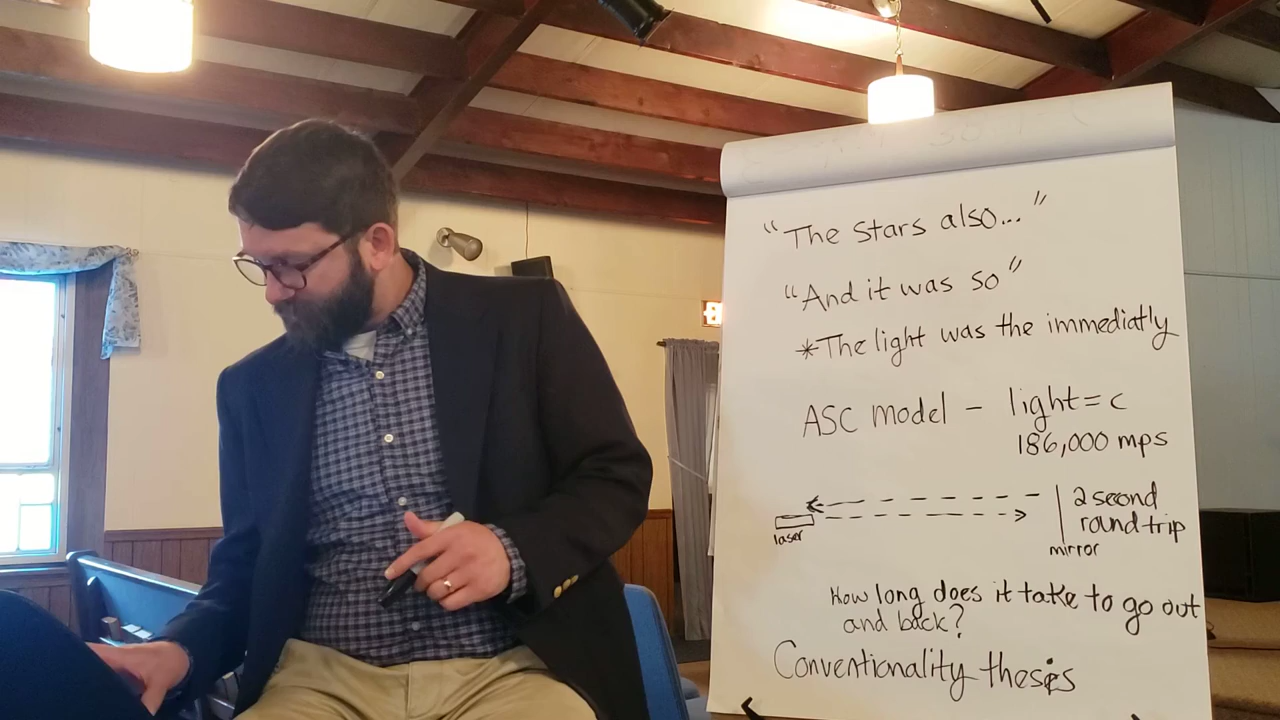 "The stars also..."
"And it was so"
*The light was the immediatly
ASC model - light = c
186,000 mps
2 second
round trip
laser
mirror
How long does it take to go out
and back?
Conventionality thesis